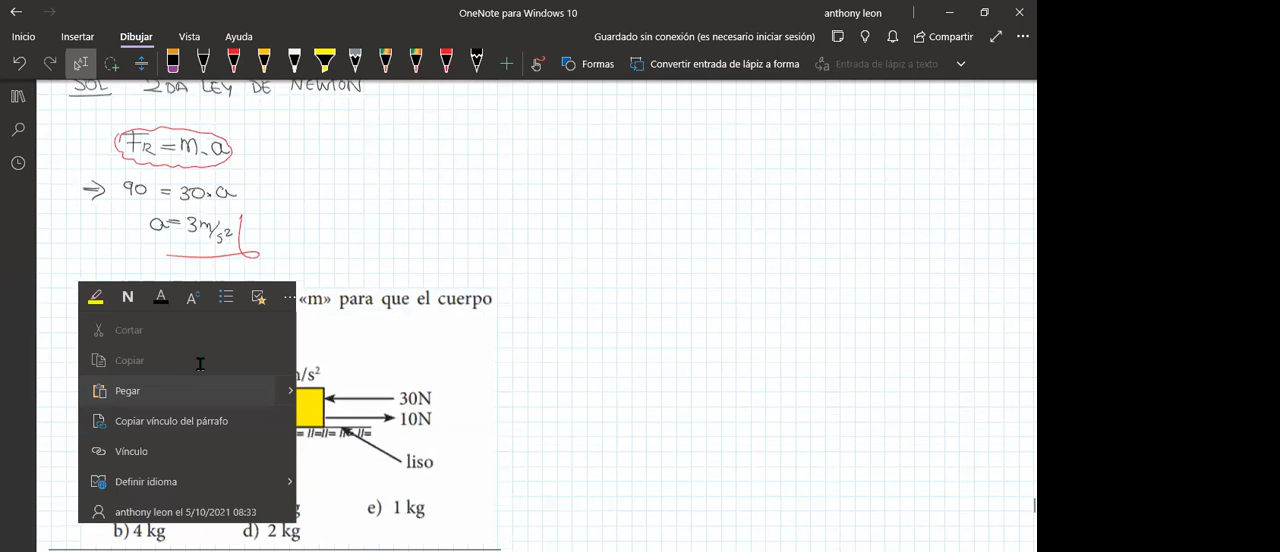 OneNote para Windows 10
anthony leon
Inicio Insertar Dibujar Vista Ayuda
Guardado sin conexión (es necesario iniciar sesión)
Compartir
Formas
Convertir entrada de lápiz a forma
Entrada de lápiz a texto
SOL 2DA LEY DE NEWTON
FR = m.a
⇒ 90 = 30.a
a = 3m/s²
N A A
«m» para que el cuerpo
Cortar
Copiar
/s²
Pegar
30N
10N
Copiar vínculo del párrafo
Vínculo
liso
Definir idioma
anthony leon el 5/10/2021 08:33
e) 1 kg
b) 4 kg d) 2 kg